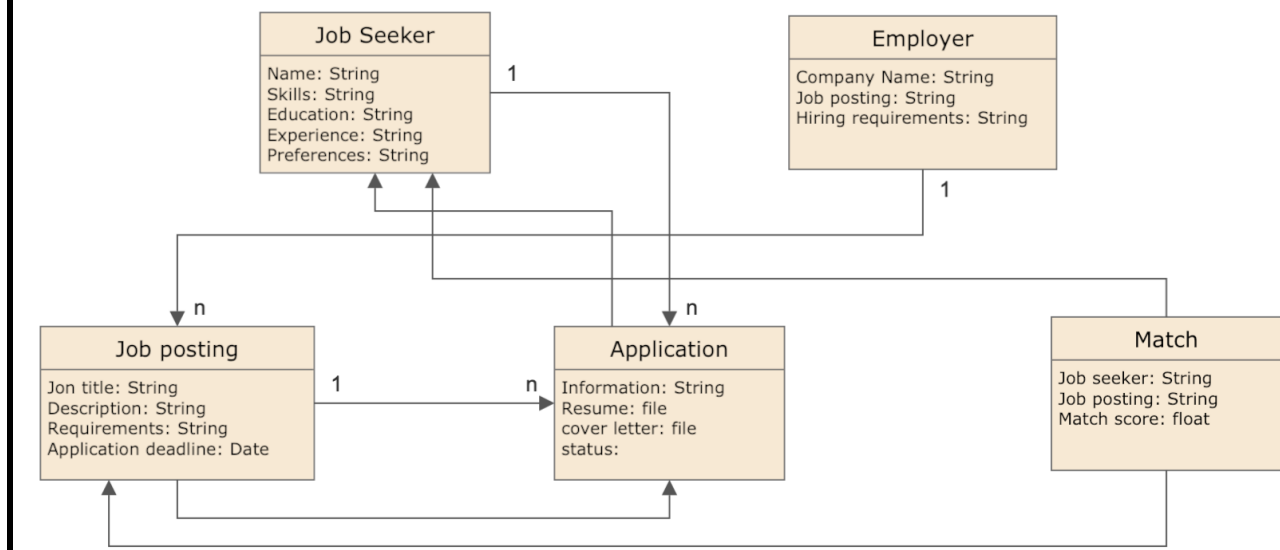 Job Seeker
Name: String
Skills: String
Education: String
Experience: String
Preferences: String
1
Employer
Company Name: String
Job posting: String
Hiring requirements: String
1
n
n
Job posting
Jon title: String
Description: String
Requirements: String
Application deadline: Date
1
n
Application
Information: String
Resume: file
cover letter: file
status:
Match
Job seeker: String
Job posting: String
Match score: float